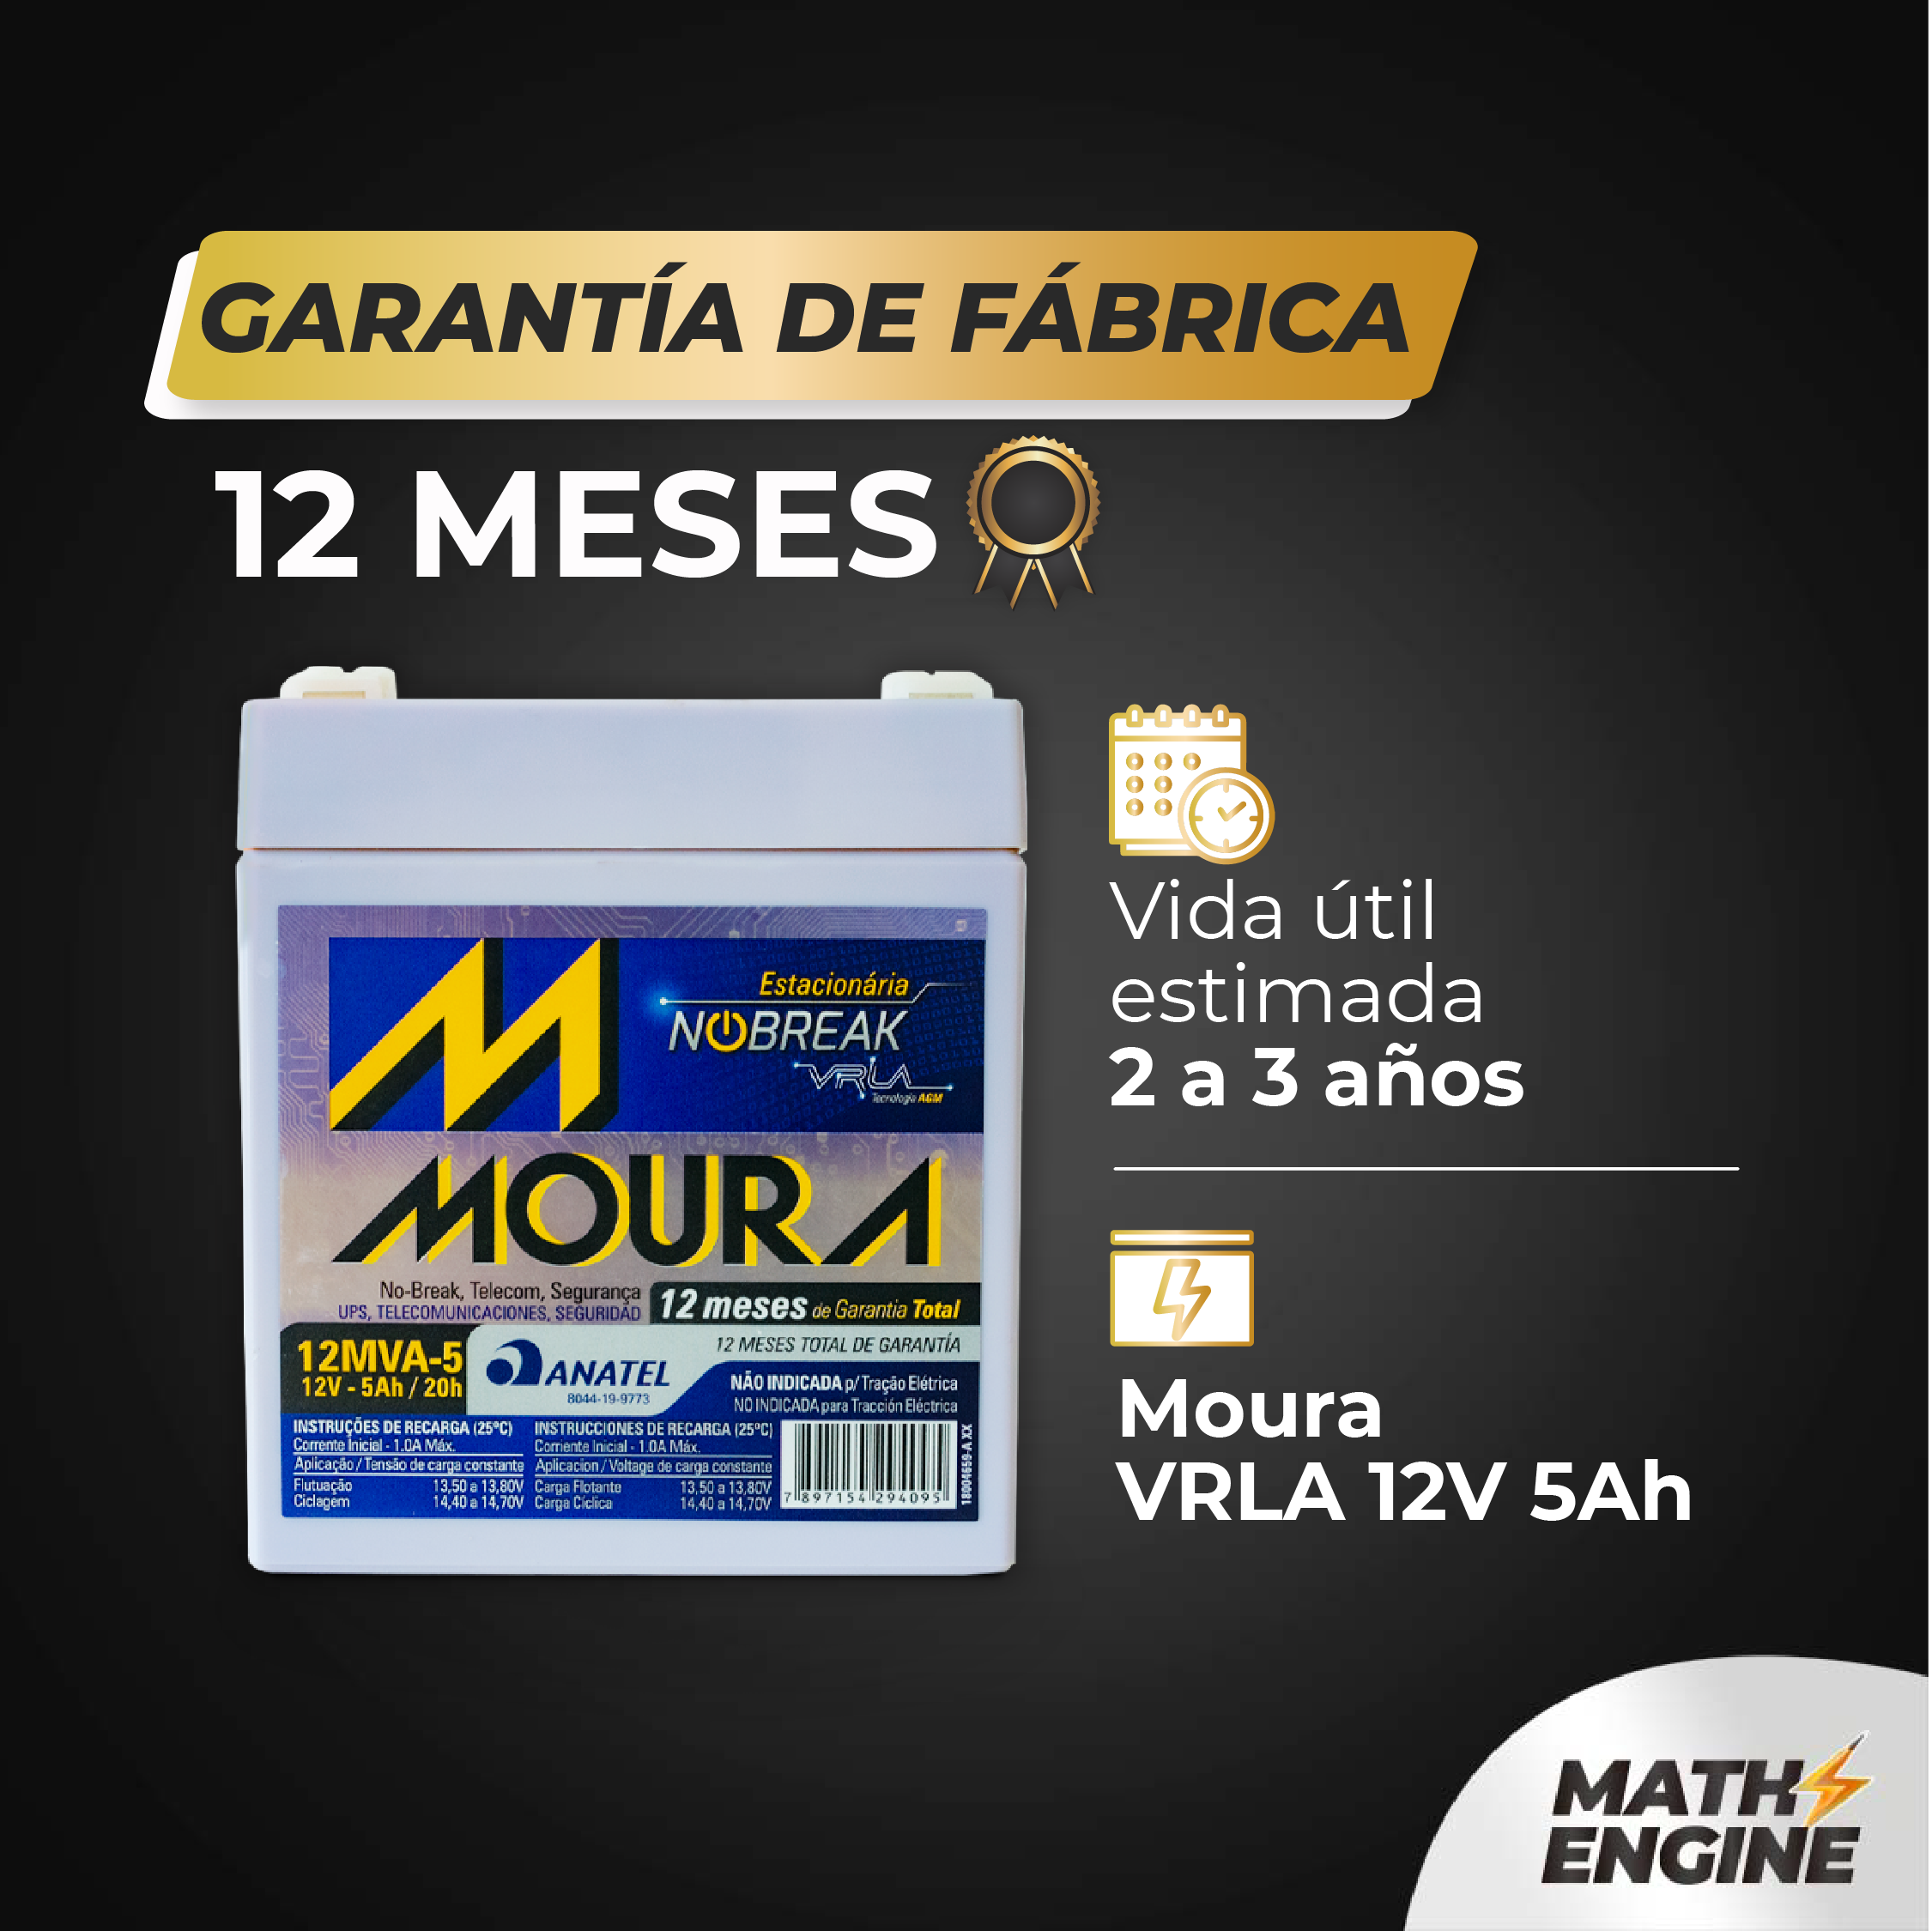 GARANTÍA DE FÁBRICA
12 MESES
Estacionária
NOBREAK
VRLA
Tecnologia AGM
MOURA
No-Break, Telecom, Segurança
UPS, TELECOMUNICACIONES, SEGURIDAD
12 meses de Garantia Total
12 MESES TOTAL DE GARANTÍA
12MVA-5
12V - 5Ah / 20h
ANATEL
8044-19-9773
NÃO INDICADA p/ Tração Elétrica
NO INDICADA para Tracción Eléctrica
INSTRUÇÕES DE RECARGA (25ºC)
Corrente Inicial - 1.0A Máx.
Aplicação / Tensão de carga constante
Flutuação 13,50 a 13,80V
Ciclagem 14,40 a 14,70V
INSTRUCCIONES DE RECARGA (25ºC)
Corriente Inicial - 1.0A Máx.
Aplicacion / Voltage de carga constante
Carga Flotante 13,50 a 13,80V
Carga Cíclica 14,40 a 14,70V
7 897154 294095
18004659-A XX
Vida útil
estimada
2 a 3 años
Moura
VRLA 12V 5Ah
MATH
ENGINE